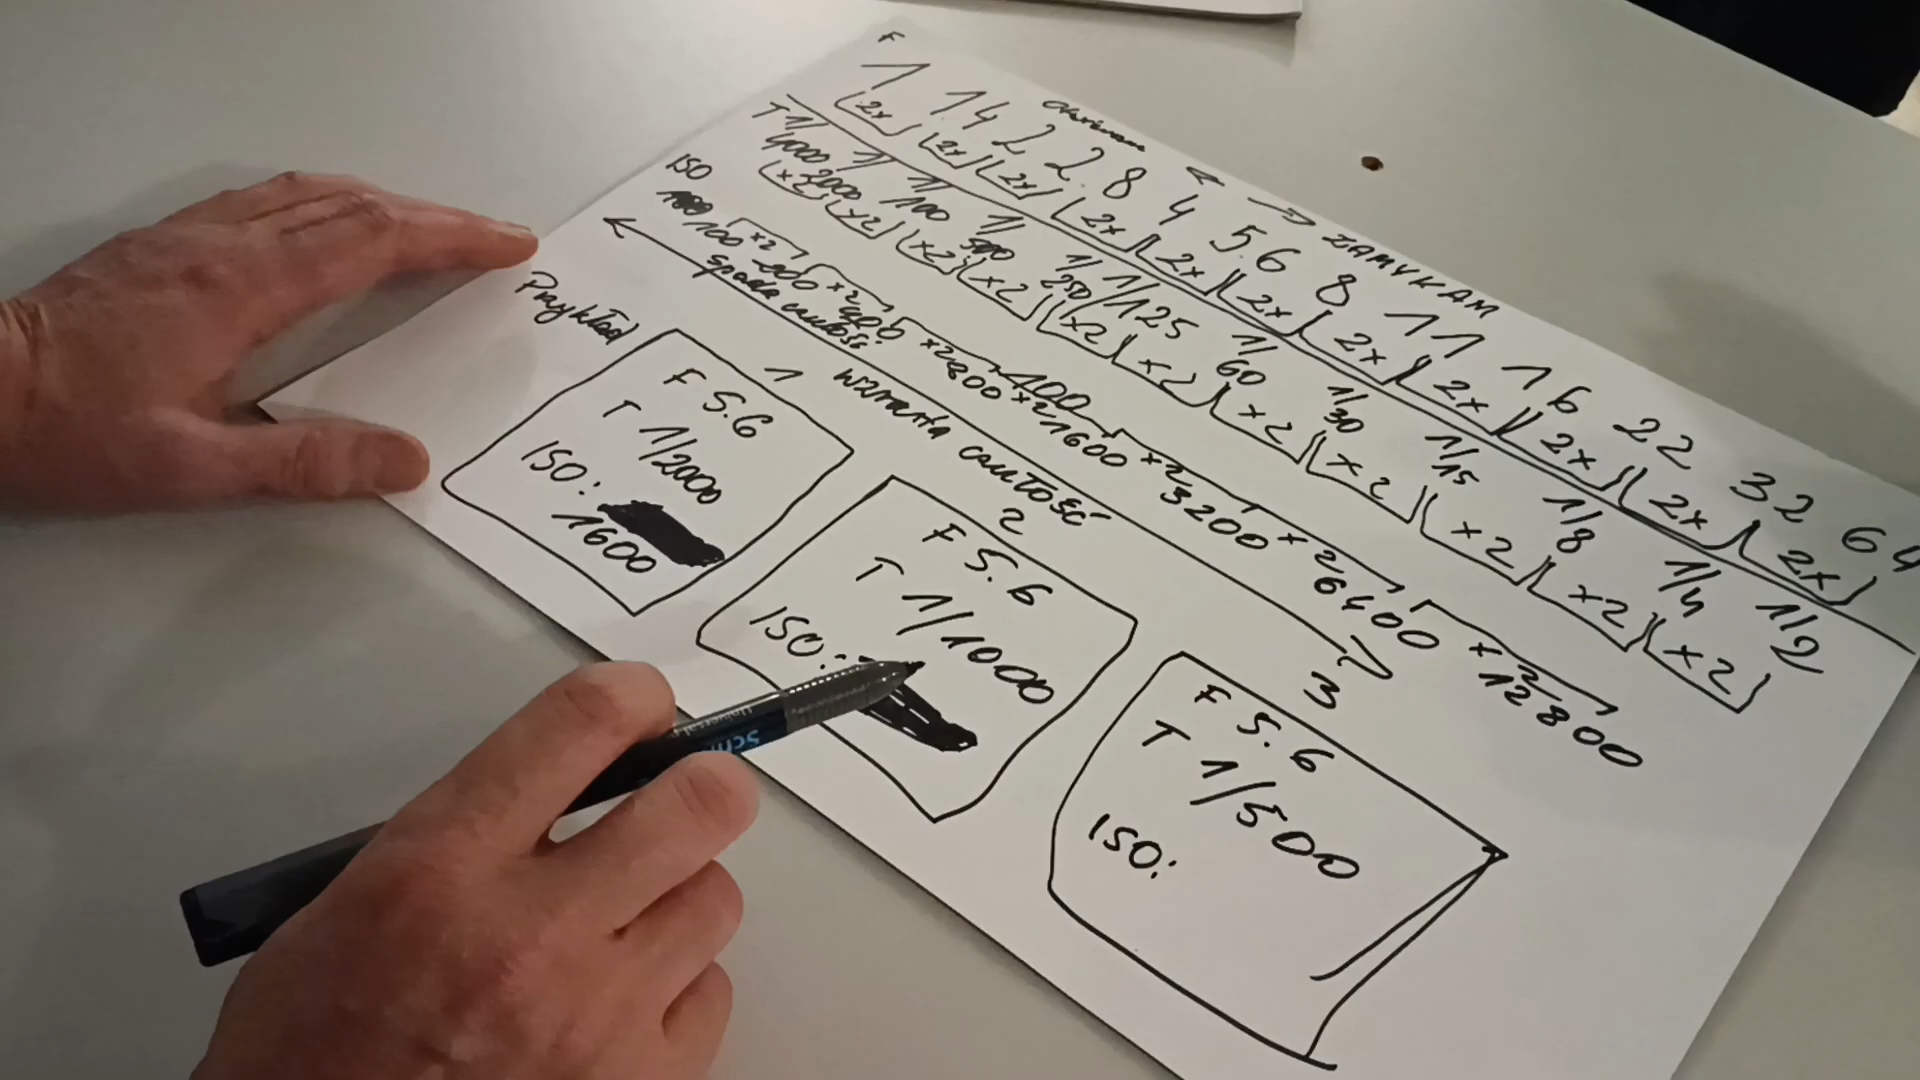 F
1 1.4 2 2.8 4 5.6 8 11 16 22 32 64
← → ZAMYKAM
2x 2x 2x 2x 2x 2x 2x 2x 2x 2x 2x
T 1/4000 1/2000 1/100 1/500 1/250 1/125 1/60 1/30 1/15 1/8 1/4 1/2
x2 x2 x2 x2 x2 x2 x2 x2 x2 x2 x2
ISO
100 x2 200 x2 400 x2 800 x2 1600 x2 3200 x2 6400 x2 12800
100
spada czułość
wzrasta czułość
Przykład
1
F 5.6
T 1/2000
ISO:
1600
2
F 5.6
T 1/1000
ISO:
3
F 5.6
T 1/500
ISO: